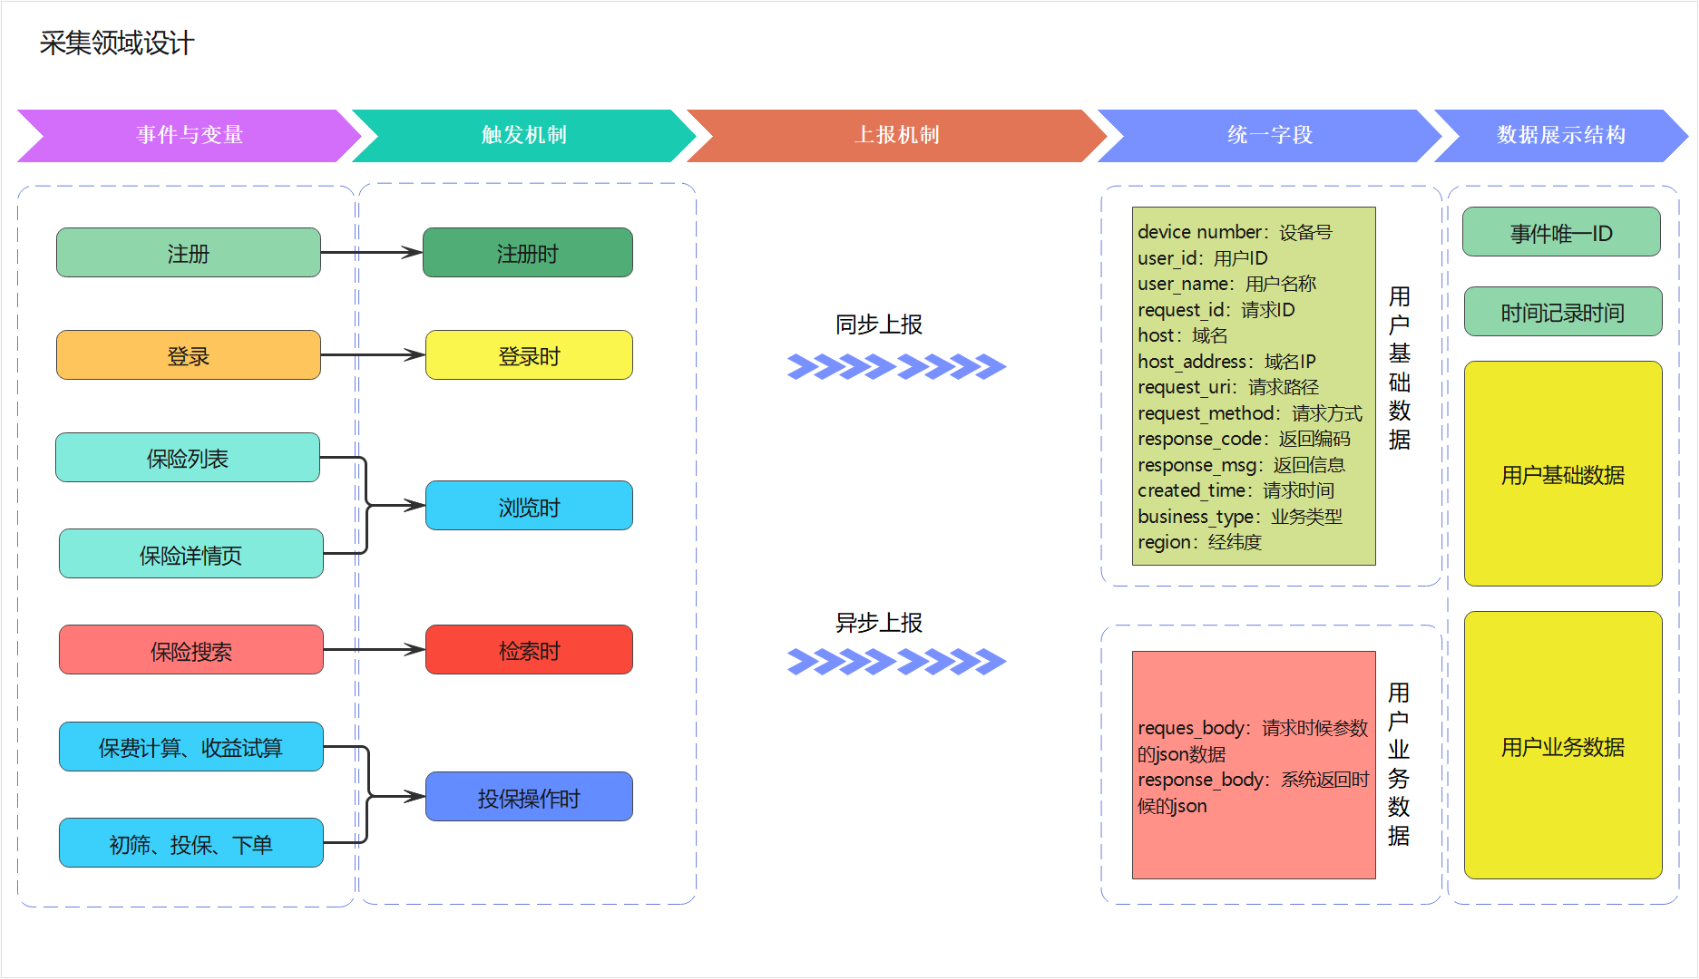 采集领域设计
事件与变量
触发机制
上报机制
统一字段
数据展示结构
注册
注册时
登录
登录时
保险列表
保险详情页
浏览时
保险搜索
检索时
保费计算、收益试算
初筛、投保、下单
投保操作时
同步上报
异步上报
device number：设备号
user_id：用户ID
user_name：用户名称
request_id：请求ID
host：域名
host_address：域名IP
request_uri：请求路径
request_method：请求方式
response_code：返回编码
response_msg：返回信息
created_time：请求时间
business_type：业务类型
region：经纬度
用户基础数据
reques_body：请求时候参数
的json数据
response_body：系统返回时
候的json
用户业务数据
事件唯一ID
时间记录时间
用户基础数据
用户业务数据